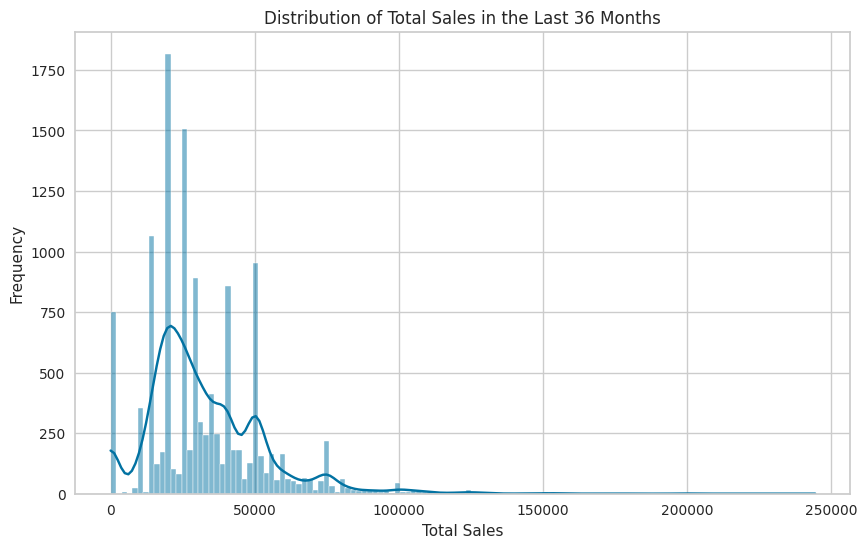 Distribution of Total Sales in the Last 36 Months
Frequency
1750
1500
1250
1000
750
500
250
0
0 50000 100000 150000 200000 250000
Total Sales